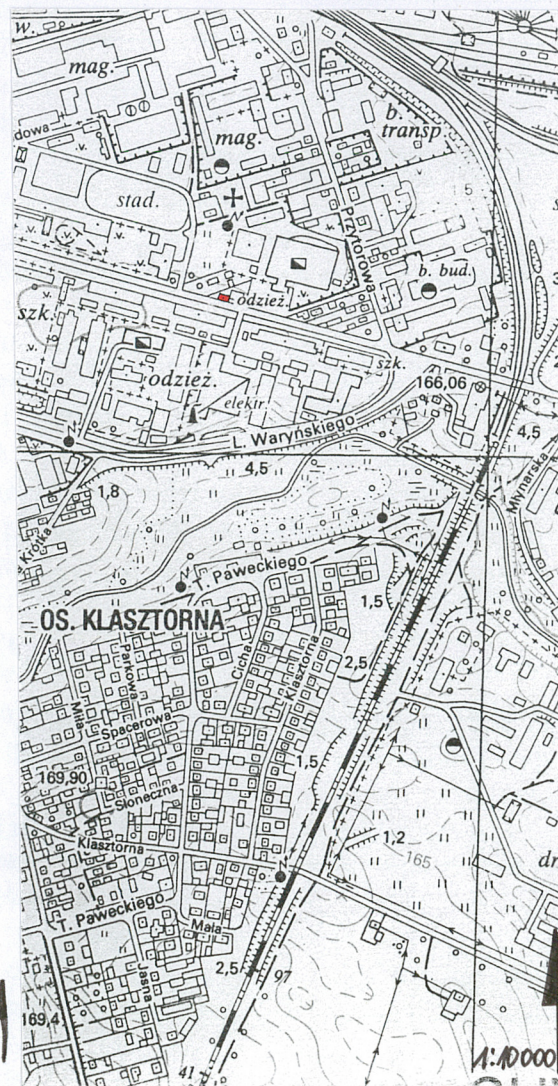 w.
mag.
dowa
mag.
b.
transp.
stad.
Przytorowa
b. bud.
odzież.
szk.
szk.
odzież.
elektr.
166,06
L. Waryńskiego
4,5
4,5
1,8
Krótka
Młynarska
N
N
N
N
T. Paweckiego
1,5
OS. KLASZTORNA
Parkowa
Cicha
Klasztorna
2,5
Miła
Spacerowa
1,5
169,90
Słoneczna
Klasztorna
1,2
165
dr
N
T. Paweckiego
Mała
Jasna
2,5
97
169,4
41
1:10000